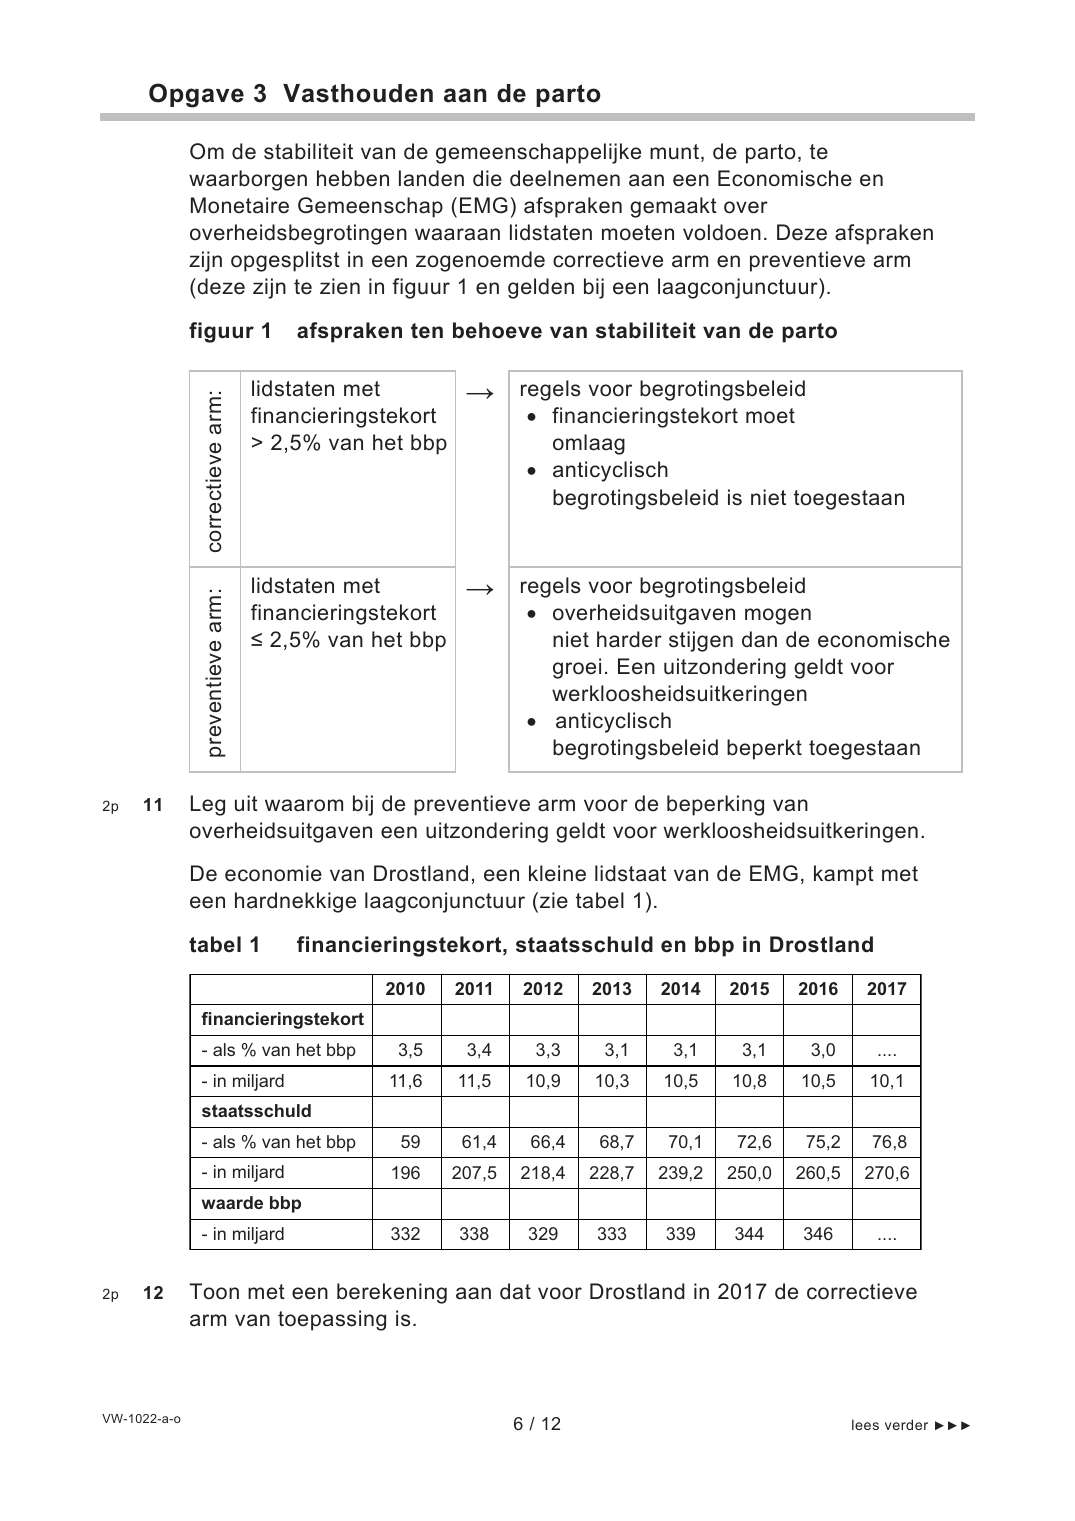 Opgave 3 Vasthouden aan de parto
Om de stabiliteit van de gemeenschappelijke munt, de parto, te
waarborgen hebben landen die deelnemen aan een Economische en
Monetaire Gemeenschap (EMG) afspraken gemaakt over
overheidsbegrotingen waaraan lidstaten moeten voldoen. Deze afspraken
zijn opgesplitst in een zogenoemde correctieve arm en preventieve arm
(deze zijn te zien in figuur 1 en gelden bij een laagconjunctuur).
figuur 1 afspraken ten behoeve van stabiliteit van de parto
correctieve arm:
lidstaten met
financieringstekort
> 2,5% van het bbp
→
regels voor begrotingsbeleid
• financieringstekort moet
omlaag
• anticyclisch
begrotingsbeleid is niet toegestaan
preventieve arm:
lidstaten met
financieringstekort
≤ 2,5% van het bbp
→
regels voor begrotingsbeleid
• overheidsuitgaven mogen
niet harder stijgen dan de economische
groei. Een uitzondering geldt voor
werkloosheidsuitkeringen
• anticyclisch
begrotingsbeleid beperkt toegestaan
2p 11 Leg uit waarom bij de preventieve arm voor de beperking van
overheidsuitgaven een uitzondering geldt voor werkloosheidsuitkeringen.
De economie van Drostland, een kleine lidstaat van de EMG, kampt met
een hardnekkige laagconjunctuur (zie tabel 1).
tabel 1 financieringstekort, staatsschuld en bbp in Drostland
2010 2011 2012 2013 2014 2015 2016 2017
financieringstekort
- als % van het bbp 3,5 3,4 3,3 3,1 3,1 3,1 3,0 ....
- in miljard 11,6 11,5 10,9 10,3 10,5 10,8 10,5 10,1
staatsschuld
- als % van het bbp 59 61,4 66,4 68,7 70,1 72,6 75,2 76,8
- in miljard 196 207,5 218,4 228,7 239,2 250,0 260,5 270,6
waarde bbp
- in miljard 332 338 329 333 339 344 346 ....
2p 12 Toon met een berekening aan dat voor Drostland in 2017 de correctieve
arm van toepassing is.
VW-1022-a-o 6 / 12 lees verder ►►►